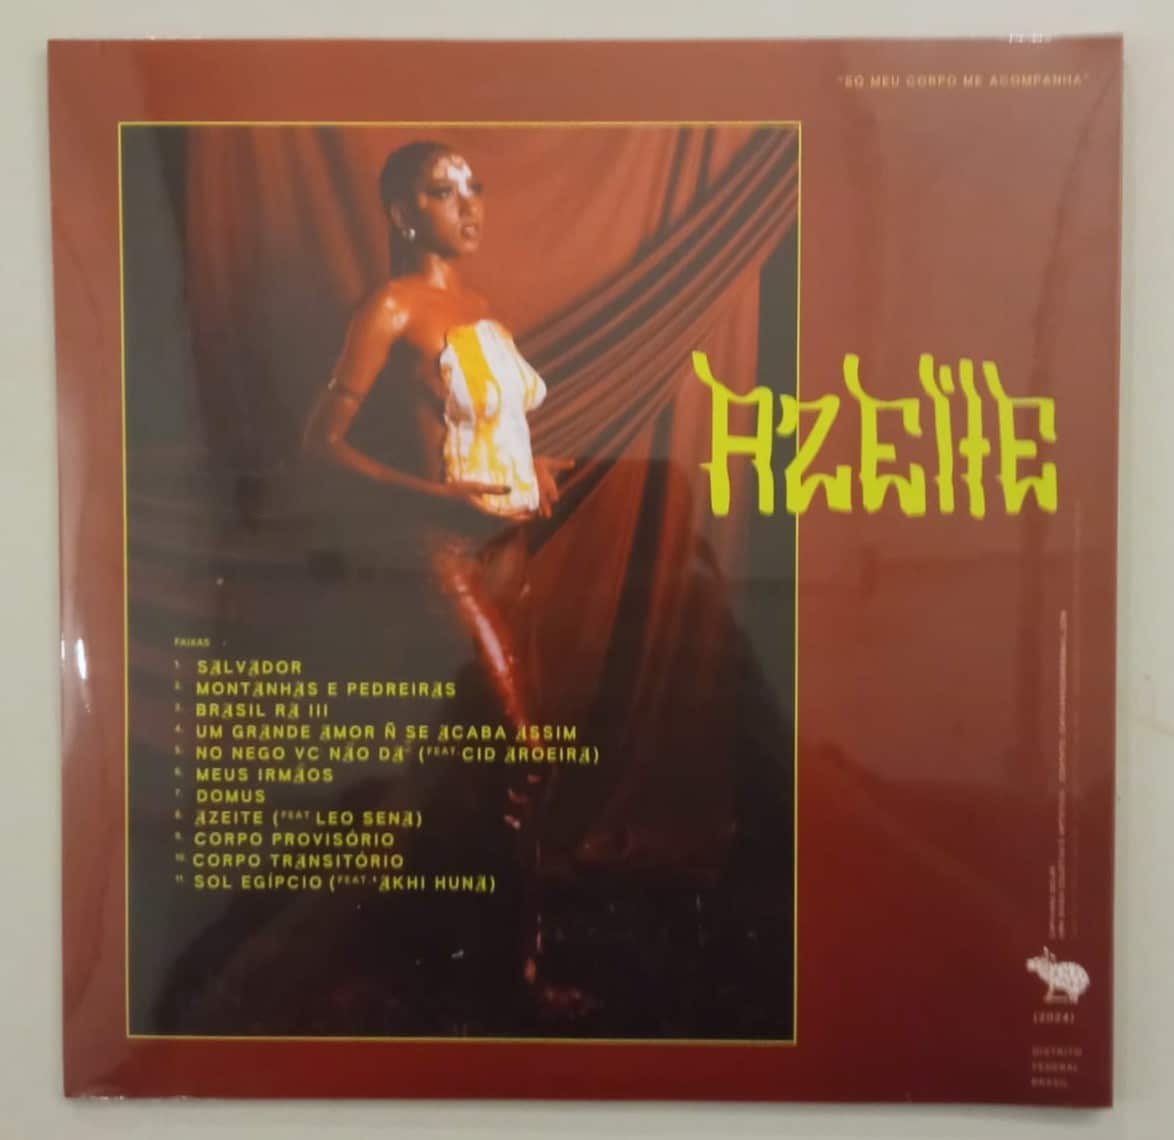 "SO MEU CORPO ME ACOMPANHA"
AZEITE
FAIXAS
1. SALVADOR
2. MONTANHAS E PEDREIRAS
3. BRASIL RA III
4. UM GRANDE AMOR Ñ SE ACABA ASSIM
5. NO NEGO VC NÃO DÁ (FEAT. CID AROEIRA)
6. MEUS IRMÃOS
7. DOMUS
8. AZEITE (FEAT. LEO SENA)
9. CORPO PROVISÓRIO
10. CORPO TRANSITÓRIO
11. SOL EGÍPCIO (FEAT. AKHI HUNA)
(2024)
DISTRITO
FEDERAL
BRASIL